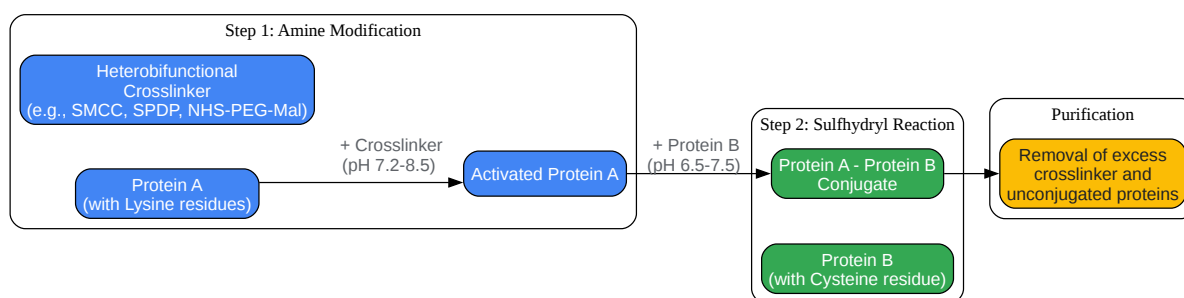 Step 1: Amine Modification
Heterobifunctional
Crosslinker
(e.g., SMCC, SPDP, NHS-PEG-Mal)
Protein A
(with Lysine residues)
+ Crosslinker
(pH 7.2-8.5)
Activated Protein A
+ Protein B
(pH 6.5-7.5)
Step 2: Sulfhydryl Reaction
Protein A - Protein B
Conjugate
Protein B
(with Cysteine residue)
Purification
Removal of excess
crosslinker and
unconjugated proteins